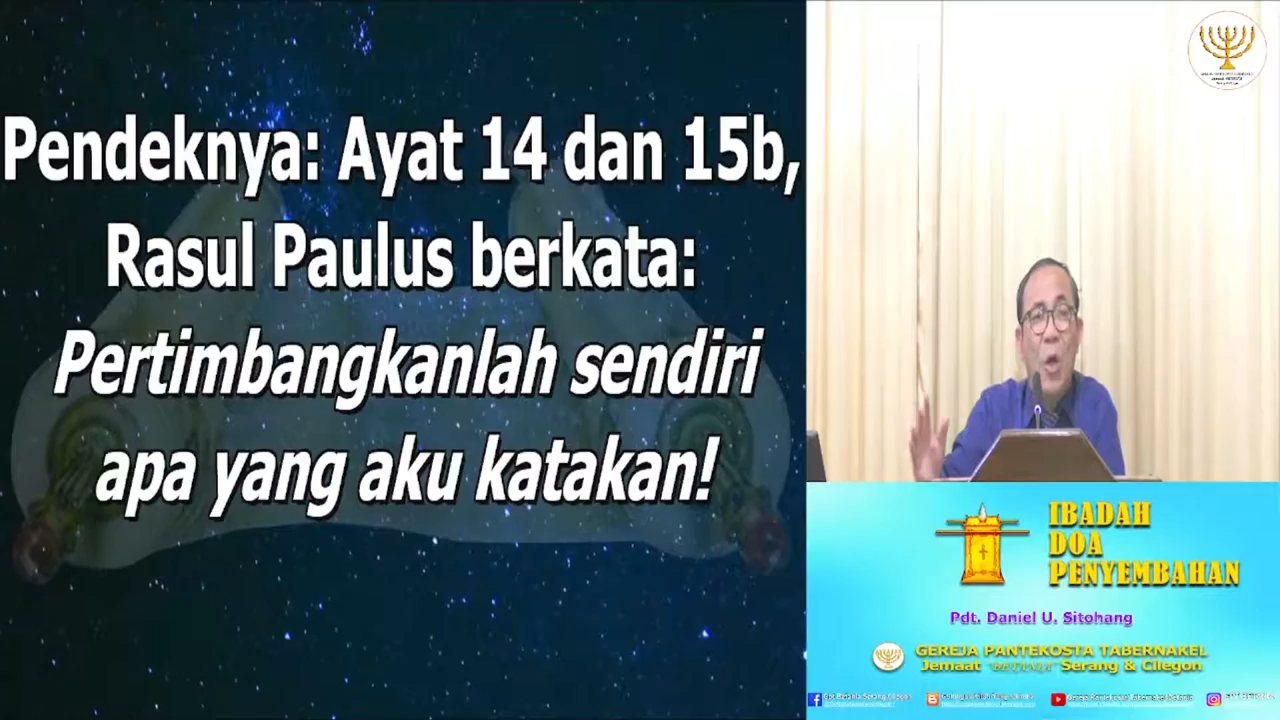 Pendeknya: Ayat 14 dan 15b,
Rasul Paulus berkata:
Pertimbangkanlah sendiri
apa yang aku katakan!
IBADAH
DOA
PENYEMBAHAN
Pdt. Daniel U. Sitohang
GEREJA PANTEKOSTA TABERNAKEL
Jemaat "BETANIA" Serang & Cilegon